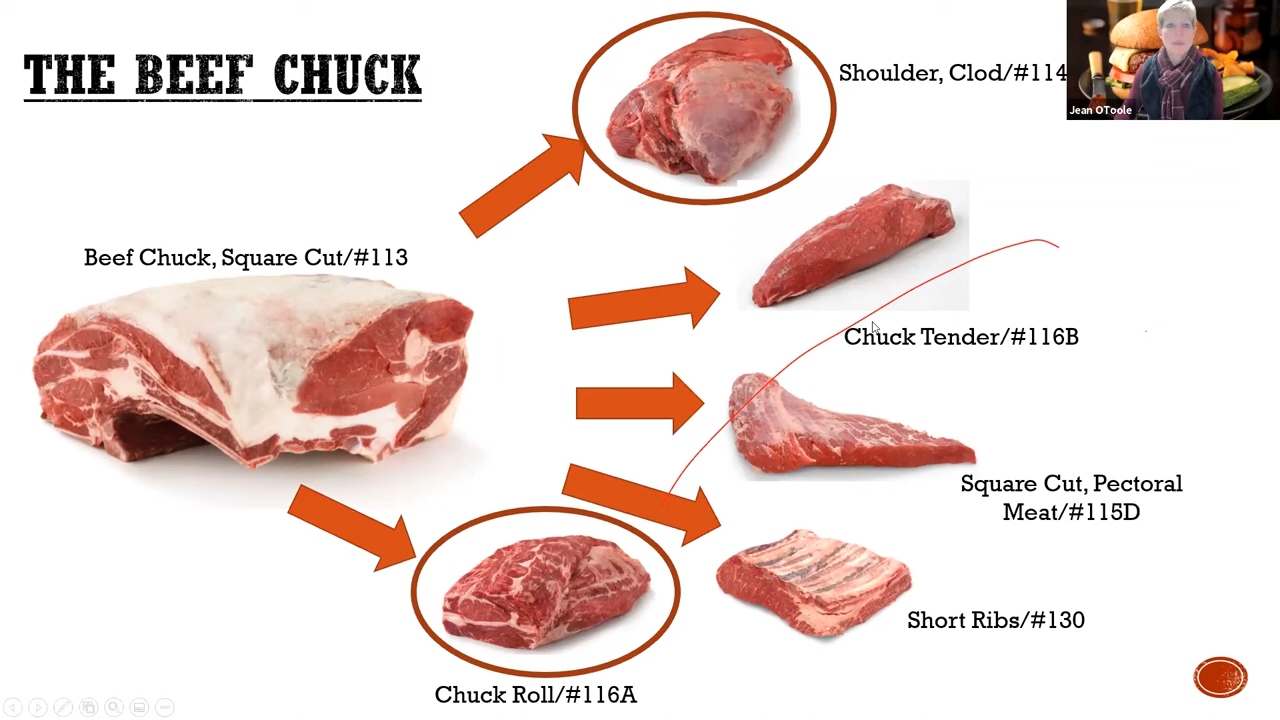 THE BEEF CHUCK
Shoulder, Clod/#114
Jean OToole
Beef Chuck, Square Cut/#113
Chuck Tender/#116B
Square Cut, Pectoral
Meat/#115D
Short Ribs/#130
Chuck Roll/#116A